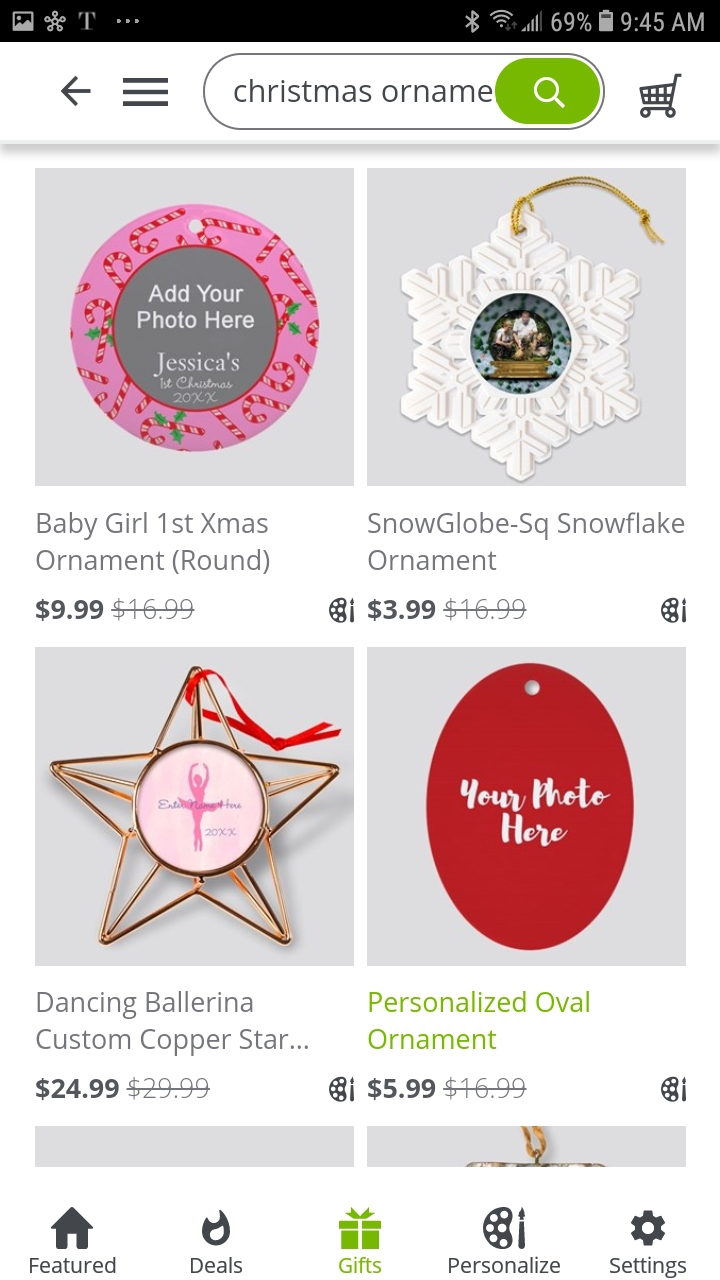 T ... 69% 9:45 AM
christmas orname
Add Your
Photo Here
Jessica's
1st Christmas
20XX
Baby Girl 1st Xmas
Ornament (Round)
$9.99 $16.99
SnowGlobe-Sq Snowflake
Ornament
$3.99 $16.99
Enter Name Here
20XX
Dancing Ballerina
Custom Copper Star...
$24.99 $29.99
Your Photo
Here
Personalized Oval
Ornament
$5.99 $16.99
Featured
Deals
Gifts
Personalize
Settings